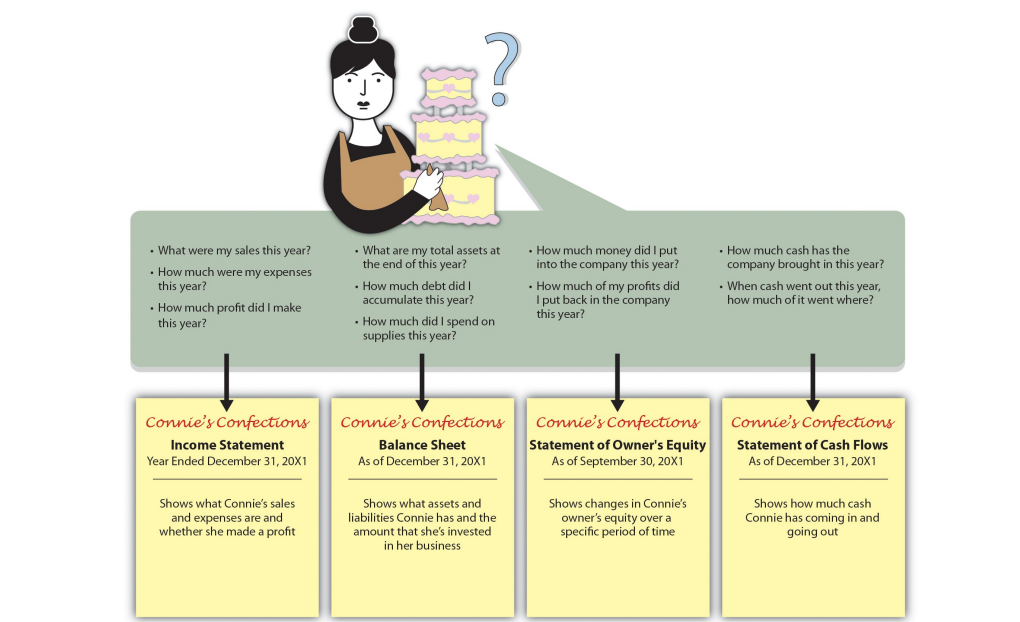 ?
• What were my sales this year?
• How much were my expenses
this year?
• How much profit did I make
this year?
• What are my total assets at
the end of this year?
• How much debt did I
accumulate this year?
• How much did I spend on
supplies this year?
• How much money did I put
into the company this year?
• How much of my profits did
I put back in the company
this year?
• How much cash has the
company brought in this year?
• When cash went out this year,
how much of it went where?
Connie's Confections
Income Statement
Year Ended December 31, 20X1
Shows what Connie's sales
and expenses are and
whether she made a profit
Connie's Confections
Balance Sheet
As of December 31, 20X1
Shows what assets and
liabilities Connie has and the
amount that she's invested
in her business
Connie's Confections
Statement of Owner's Equity
As of September 30, 20X1
Shows changes in Connie's
owner's equity over a
specific period of time
Connie's Confections
Statement of Cash Flows
As of December 31, 20X1
Shows how much cash
Connie has coming in and
going out